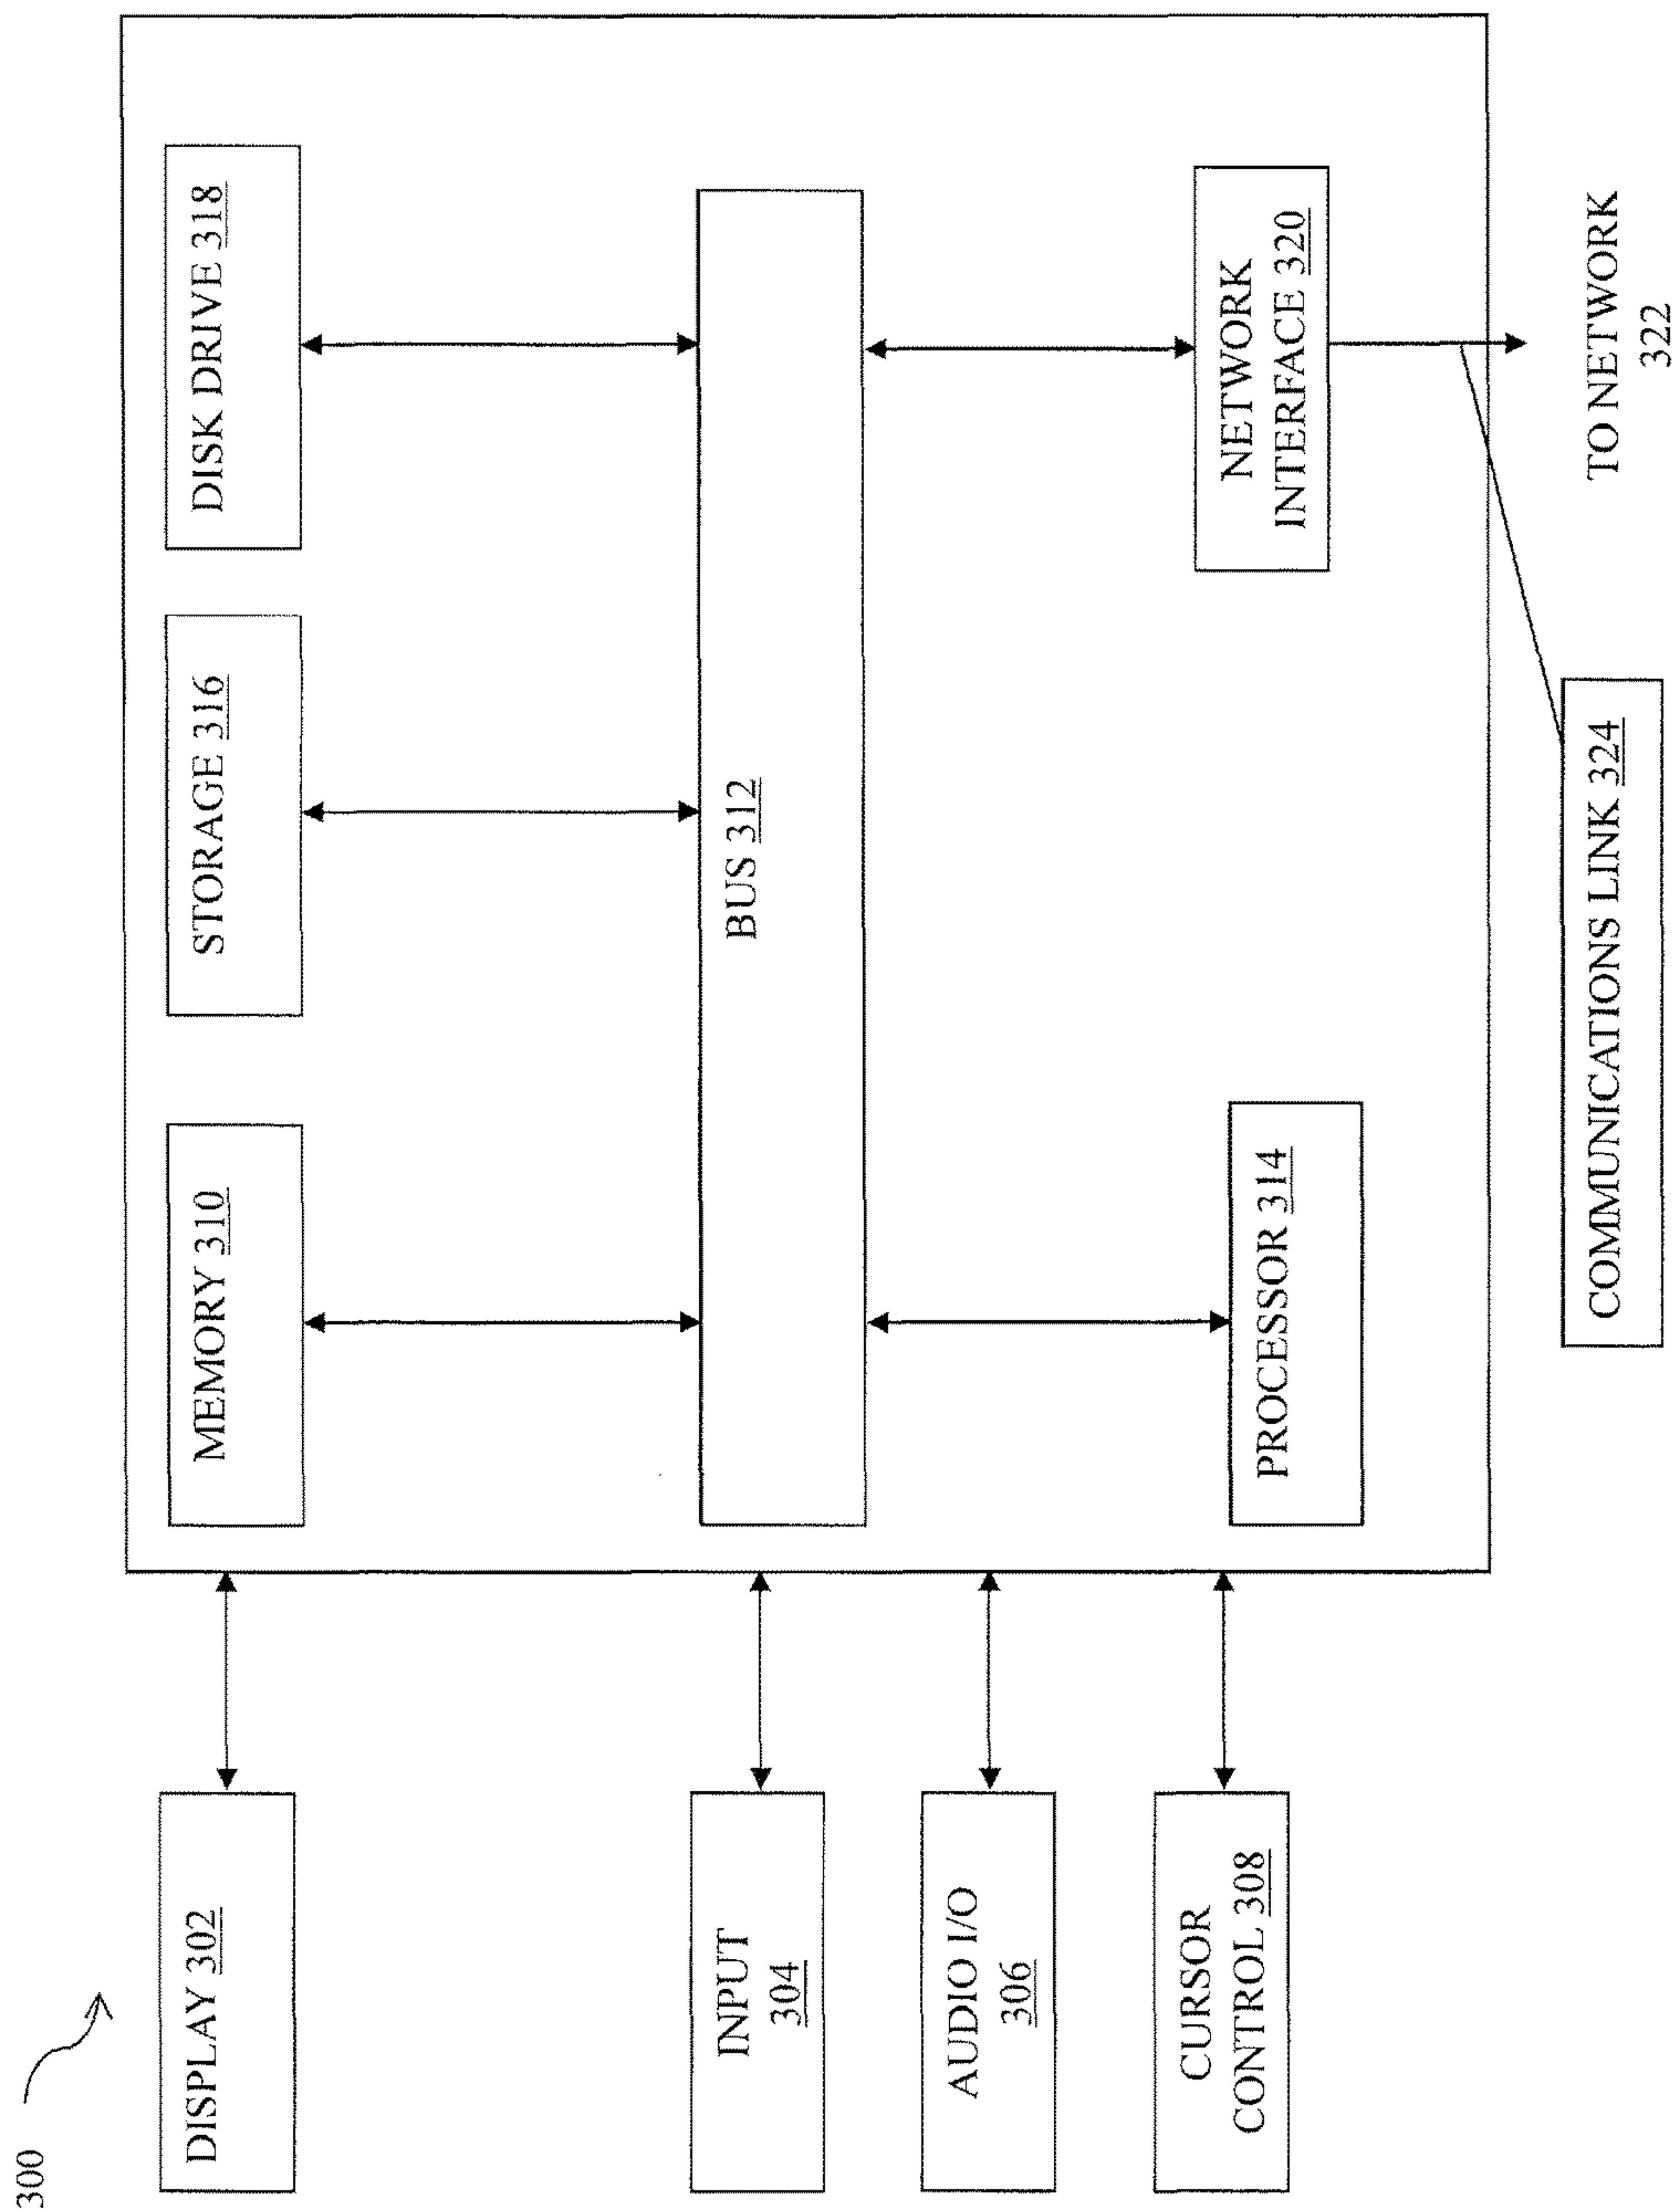 300
DISPLAY 302
MEMORY 310
STORAGE 316
DISK DRIVE 318
INPUT
304
BUS 312
AUDIO I/O
306
CURSOR
CONTROL 308
PROCESSOR 314
NETWORK
INTERFACE 320
COMMUNICATIONS LINK 324
TO NETWORK
322